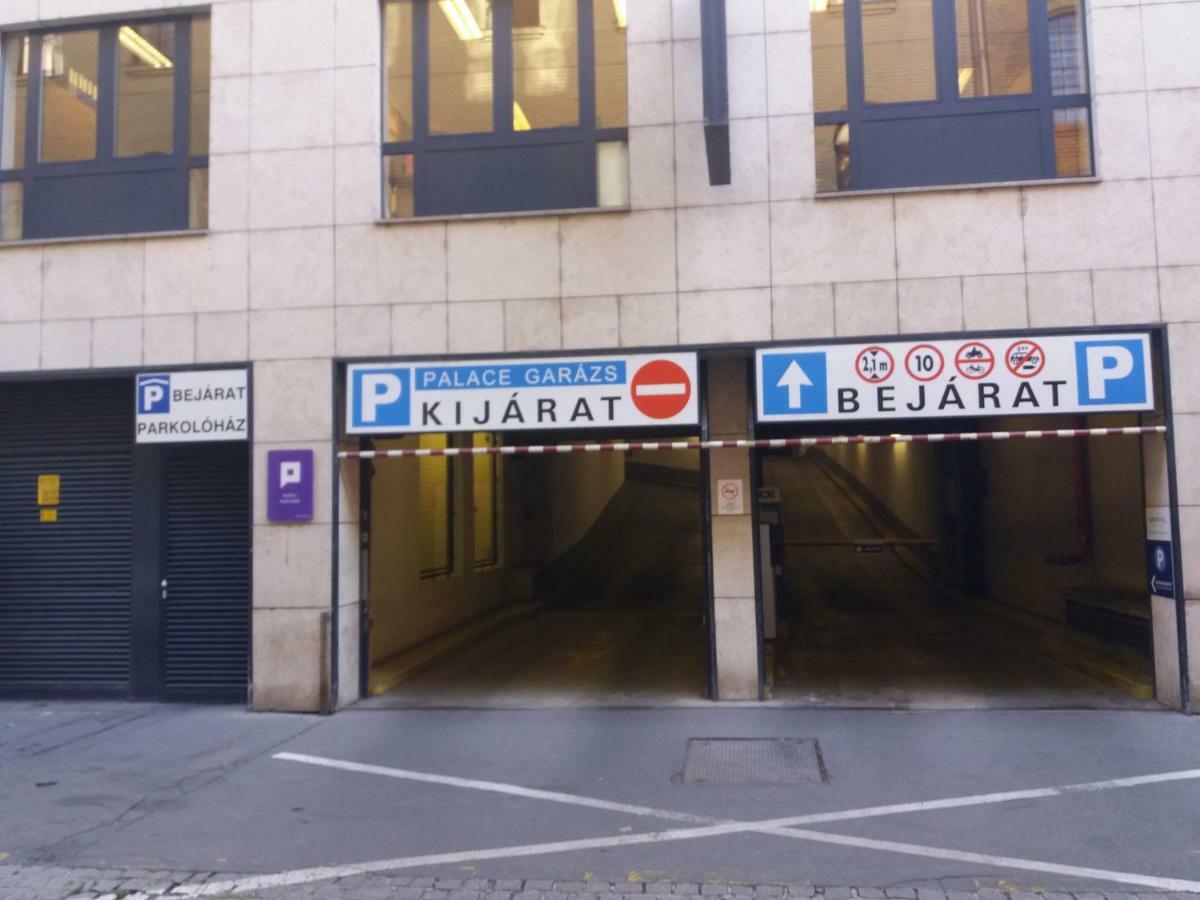 P BEJÁRAT
PARKOLÓHÁZ
P PALACE GARÁZS
KIJÁRAT
2,1 m 10 P
BEJÁRAT
P